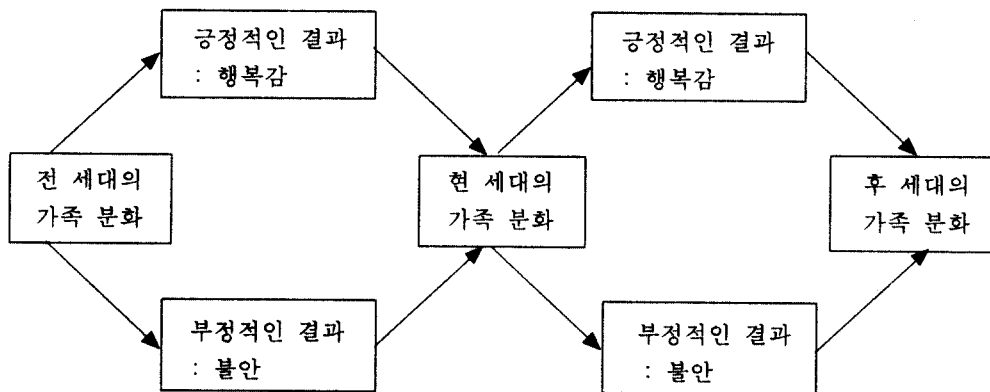 긍정적인 결과
: 행복감
긍정적인 결과
: 행복감
전 세대의
가족 분화
현 세대의
가족 분화
후 세대의
가족 분화
부정적인 결과
: 불안
부정적인 결과
: 불안